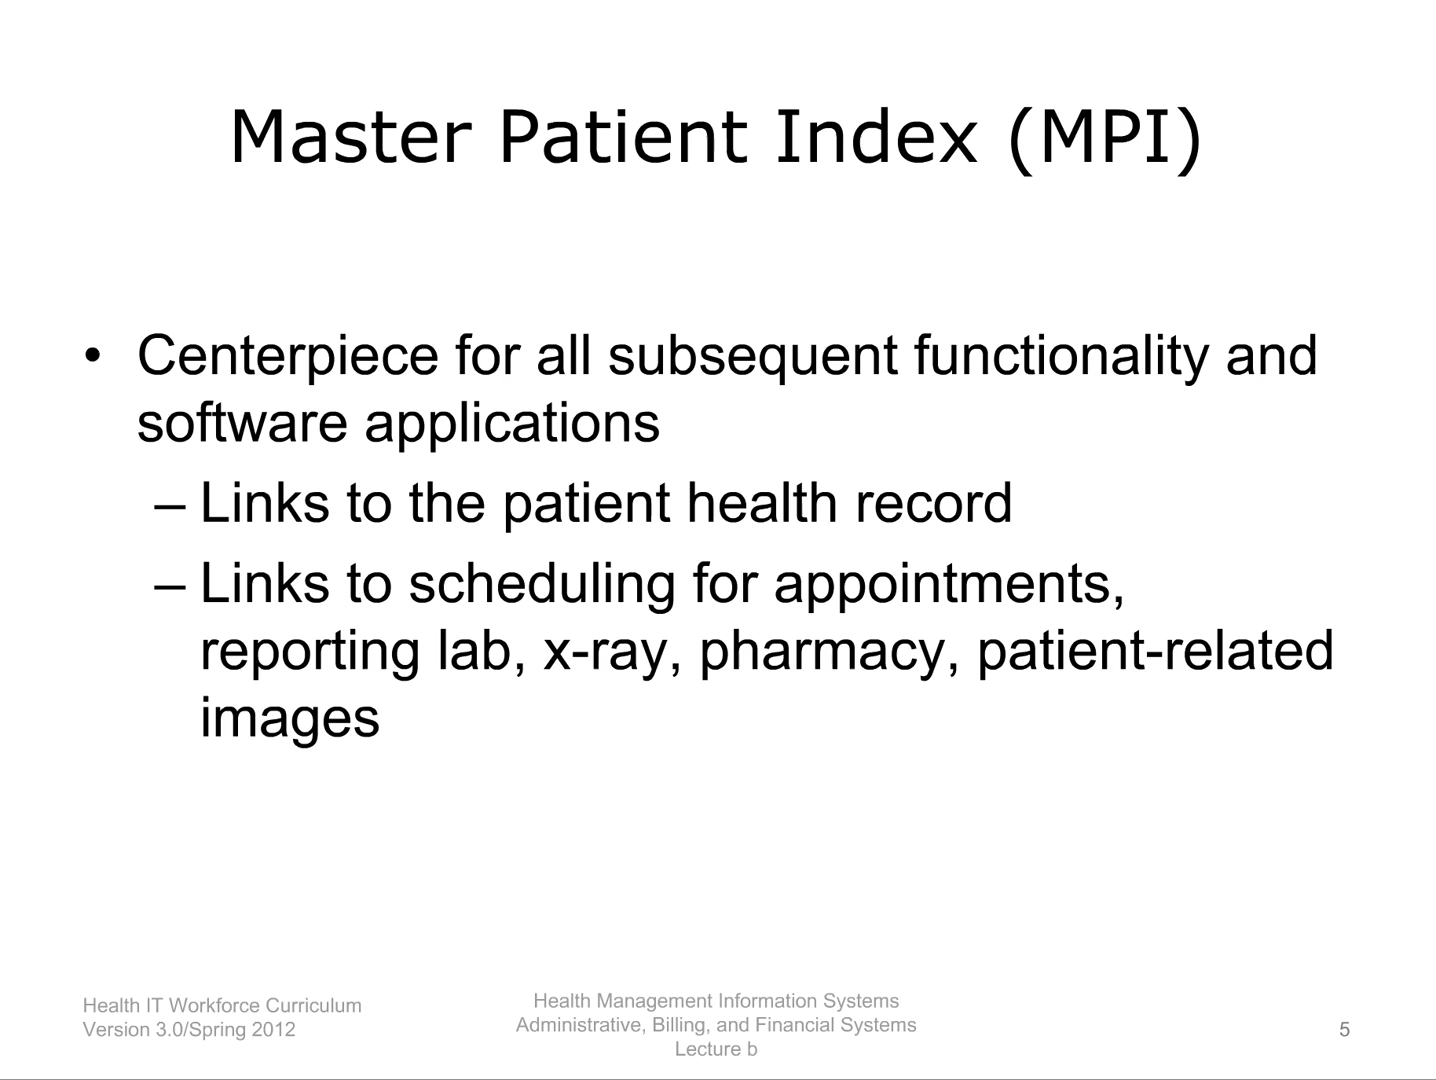 Master Patient Index (MPI)
• Centerpiece for all subsequent functionality and
software applications
– Links to the patient health record
– Links to scheduling for appointments,
reporting lab, x-ray, pharmacy, patient-related
images
Health IT Workforce Curriculum
Version 3.0/Spring 2012
Health Management Information Systems
Administrative, Billing, and Financial Systems
Lecture b
5